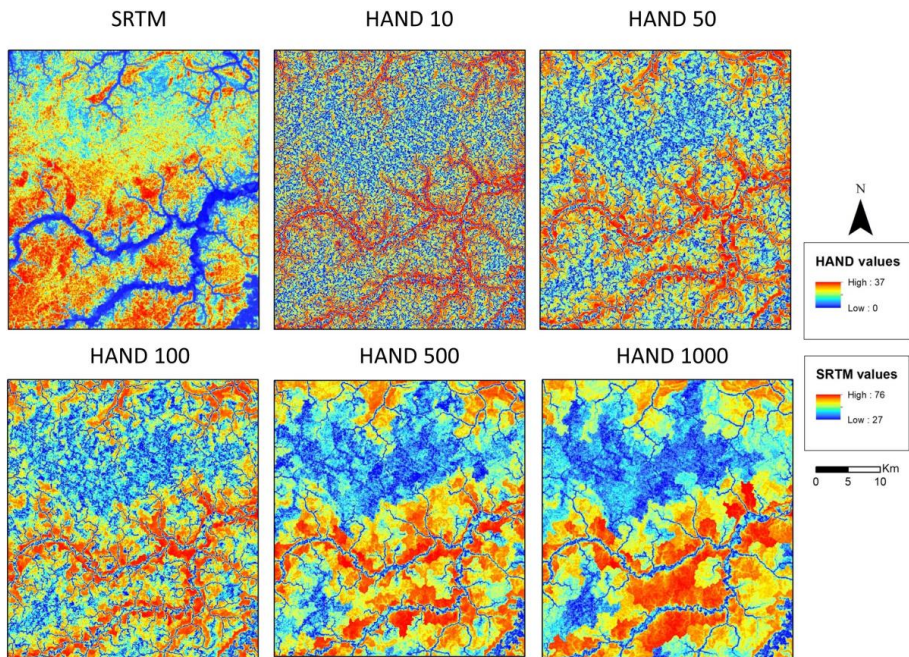 SRTM
HAND 10
HAND 50
N
HAND values
High : 37
Low : 0
HAND 100
HAND 500
HAND 1000
SRTM values
High : 76
Low : 27
Km
0 5 10